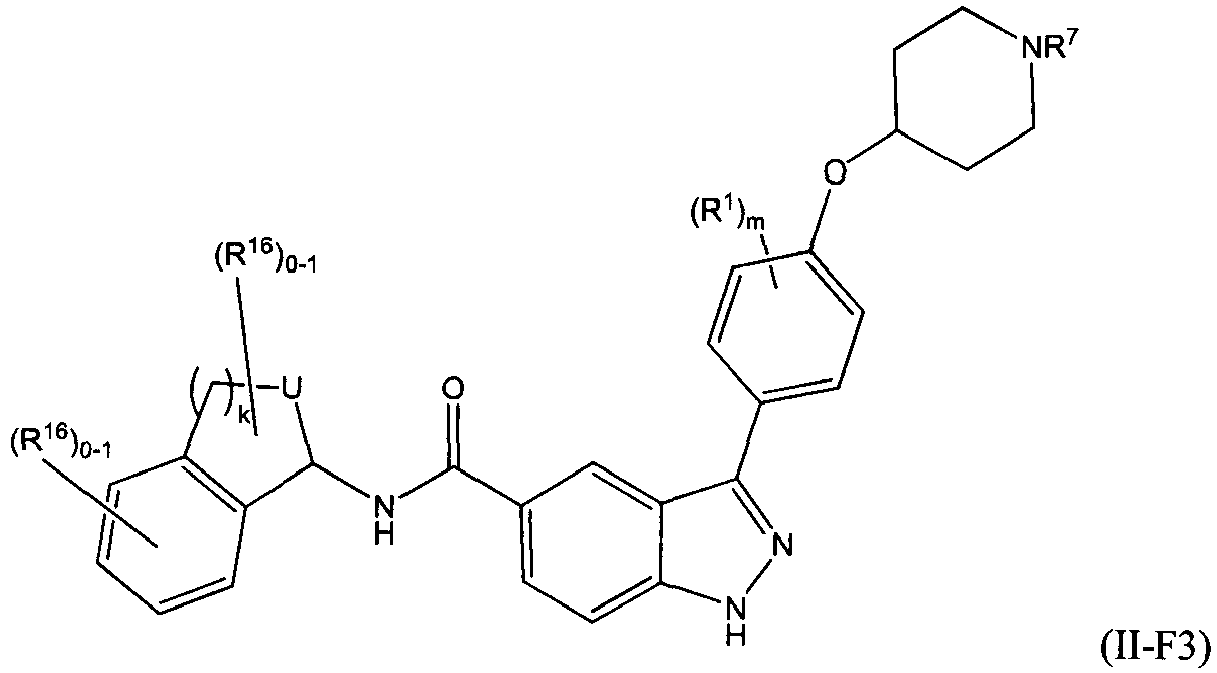 NR⁷
O
(R¹)m
(R¹⁶)0-1
O
( )k U
(R¹⁶)0-1
N
H
N
N
H
(II-F3)